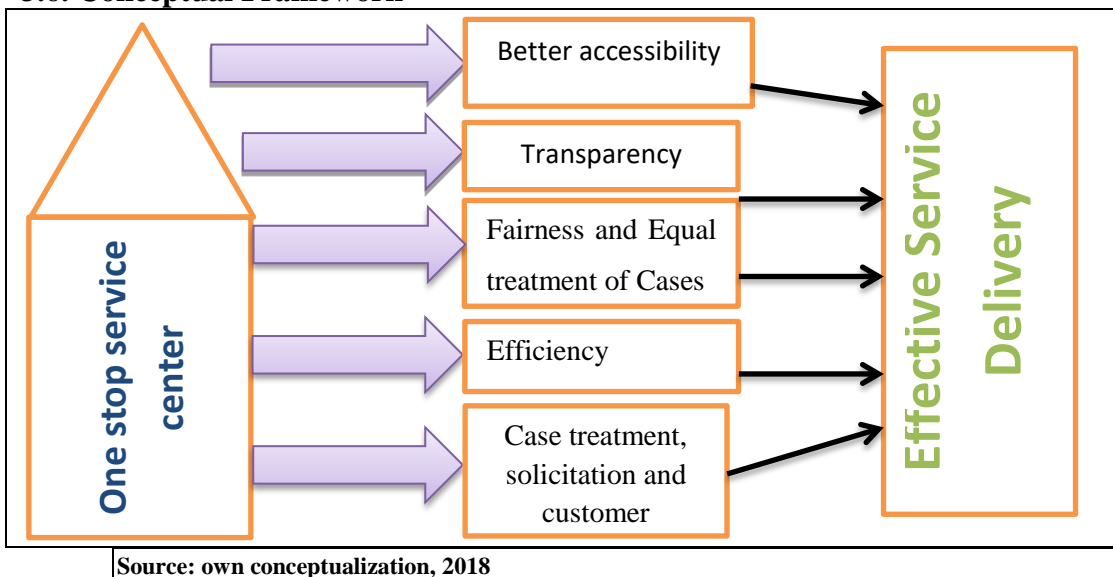 Better accessibility
Transparency
Fairness and Equal
treatment of Cases
Efficiency
Case treatment,
solicitation and
customer
One stop service
center
Effective Service
Delivery
Source: own conceptualization, 2018